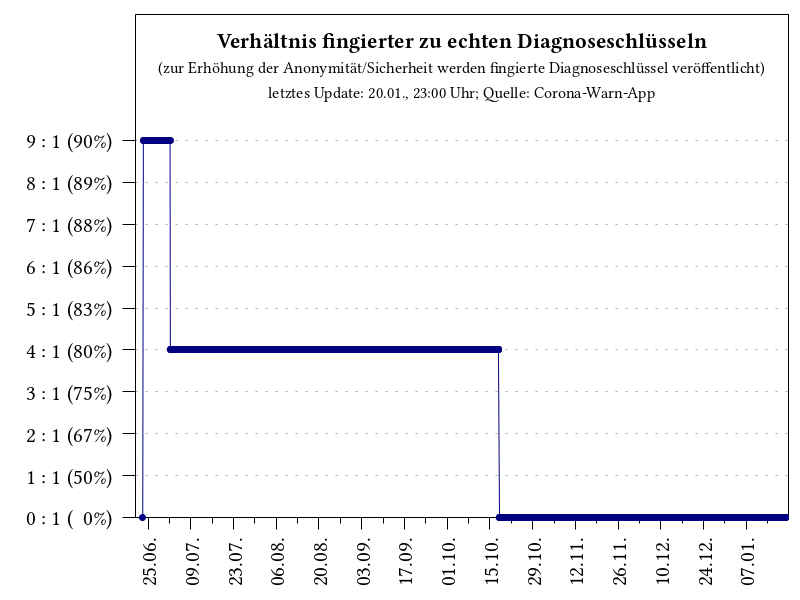 Verhältnis fingierter zu echten Diagnoseschlüsseln
(zur Erhöhung der Anonymität/Sicherheit werden fingierte Diagnoseschlüssel veröffentlicht)
letztes Update: 20.01., 23:00 Uhr; Quelle: Corona-Warn-App
9 : 1 (90%)
8 : 1 (89%)
7 : 1 (88%)
6 : 1 (86%)
5 : 1 (83%)
4 : 1 (80%)
3 : 1 (75%)
2 : 1 (67%)
1 : 1 (50%)
0 : 1 (  0%)
25.06.
09.07.
23.07.
06.08.
20.08.
03.09.
17.09.
01.10.
15.10.
29.10.
12.11.
26.11.
10.12.
24.12.
07.01.